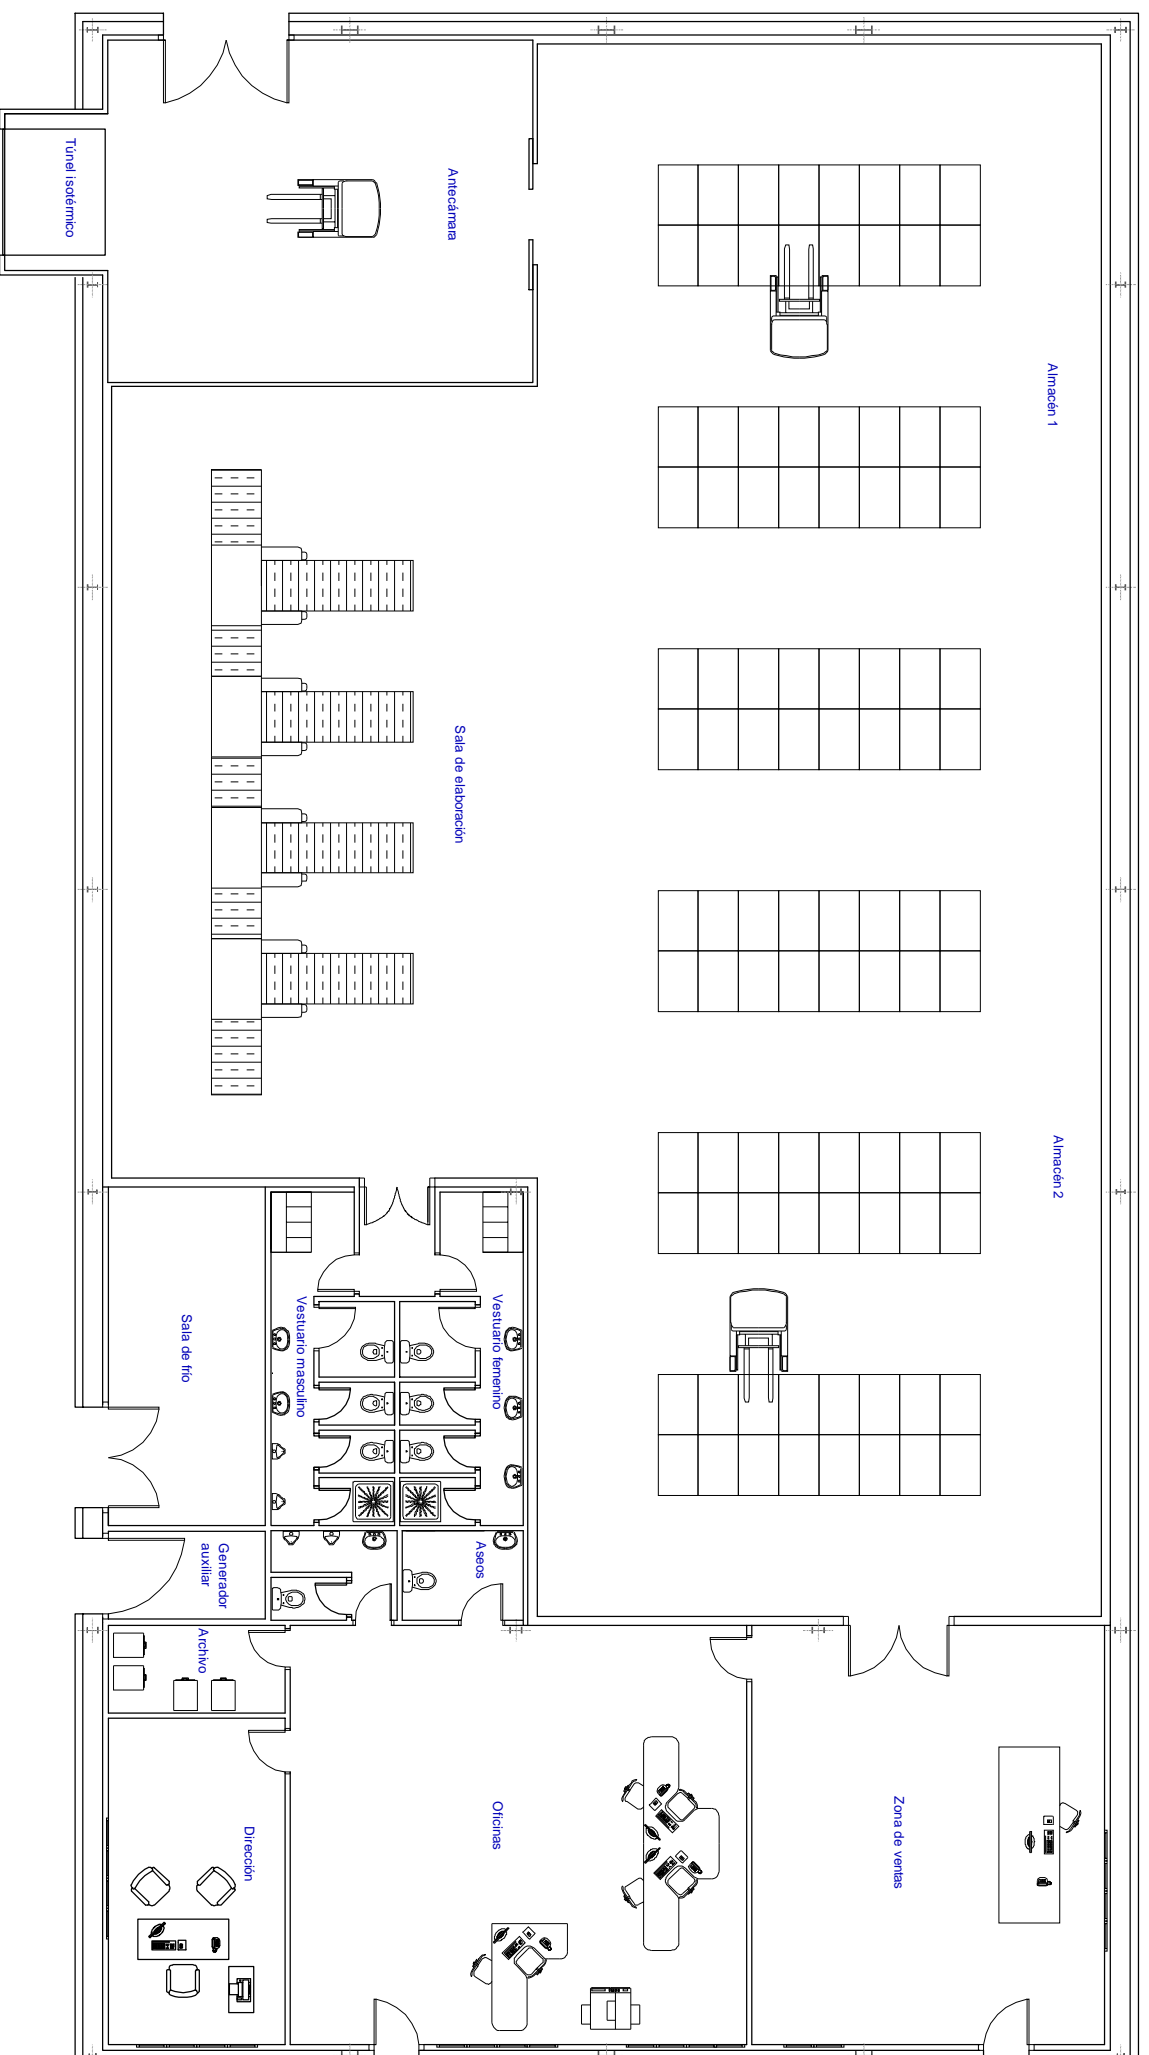 Túnel isotérmico
Antecámara
Almacén 1
Sala de elaboración
Almacén 2
Sala de frío
Vestuario masculino
Vestuario femenino
Generador
auxiliar
Aseos
Archivo
Dirección
Oficinas
Zona de ventas